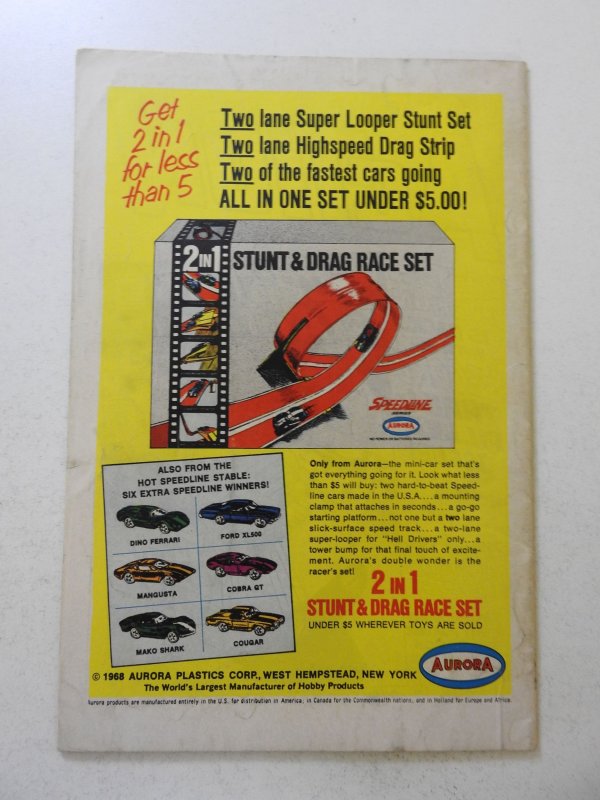 Get
2 in 1
for less
than 5
Two lane Super Looper Stunt Set
Two lane Highspeed Drag Strip
Two of the fastest cars going
ALL IN ONE SET UNDER $5.00!
2 IN 1
STUNT & DRAG RACE SET
SPEEDLINE
SERIES
AURORA
NO POWER OR BATTERIES REQUIRED
ALSO FROM THE
HOT SPEEDLINE STABLE:
SIX EXTRA SPEEDLINE WINNERS!
DINO FERRARI
FORD XL500
MANGUSTA
COBRA GT
MAKO SHARK
COUGAR
Only from Aurora—the mini-car set that's
got everything going for it. Look what less
than $5 will buy: two hard-to-beat Speed-
line cars made in the U.S.A.... a mounting
clamp that attaches in seconds...a go-go
starting platform...not one but a two lane
slick-surface speed track...a two-lane
super-looper for "Hell Drivers" only...a
tower bump for that final touch of excite-
ment. Aurora's double wonder is the
racer's set!
2 IN 1
STUNT & DRAG RACE SET
UNDER $5 WHEREVER TOYS ARE SOLD
© 1968 AURORA PLASTICS CORP., WEST HEMPSTEAD, NEW YORK
The World's Largest Manufacturer of Hobby Products
AURORA
Aurora products are manufactured entirely in the U.S. for distribution in America; in Canada for the Commonwealth nations; and in Holland for Europe and Africa.